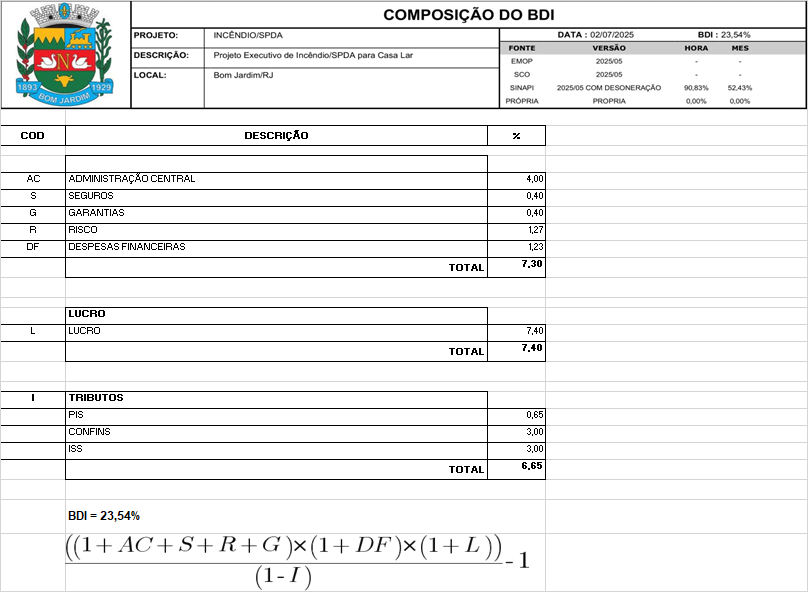 COMPOSIÇÃO DO BDI
PROJETO: INCÊNDIO/SPDA
DESCRIÇÃO: Projeto Executivo de Incêndio/SPDA para Casa Lar
LOCAL: Bom Jardim/RJ
DATA : 02/07/2025 BDI : 23,54%
FONTE VERSÃO HORA MES
EMOP 2025/05 - -
SCO 2025/05 - -
SINAPI 2025/05 COM DESONERAÇÃO 90,83% 52,43%
PRÓPRIA PROPRIA 0,00% 0,00%
1893 BOM JARDIM 1929
COD DESCRIÇÃO %
AC ADMINISTRAÇÃO CENTRAL 4,00
S SEGUROS 0,40
G GARANTIAS 0,40
R RISCO 1,27
DF DESPESAS FINANCEIRAS 1,23
TOTAL 7,30
LUCRO
L LUCRO 7,40
TOTAL 7,40
I TRIBUTOS
PIS 0,65
CONFINS 3,00
ISS 3,00
TOTAL 6,65
BDI = 23,54%
((1+AC+S+R+G)×(1+DF)×(1+L))
(1-I)
-1